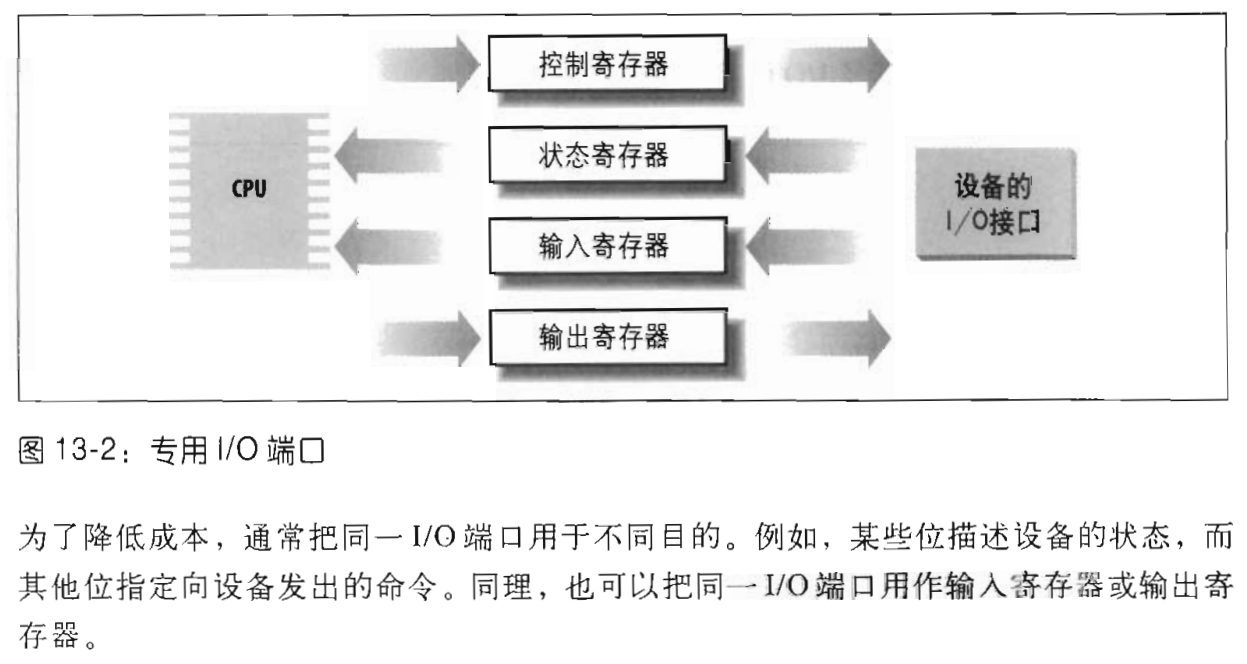 控制寄存器
状态寄存器
CPU
设备的
I/O接口
输入寄存器
输出寄存器
图 13-2：专用 I/O 端口
为了降低成本，通常把同一 I/O 端口用于不同目的。例如，某些位描述设备的状态，而
其他位指定向设备发出的命令。同理，也可以把同一 I/O 端口用作输入寄存器或输出寄
存器。